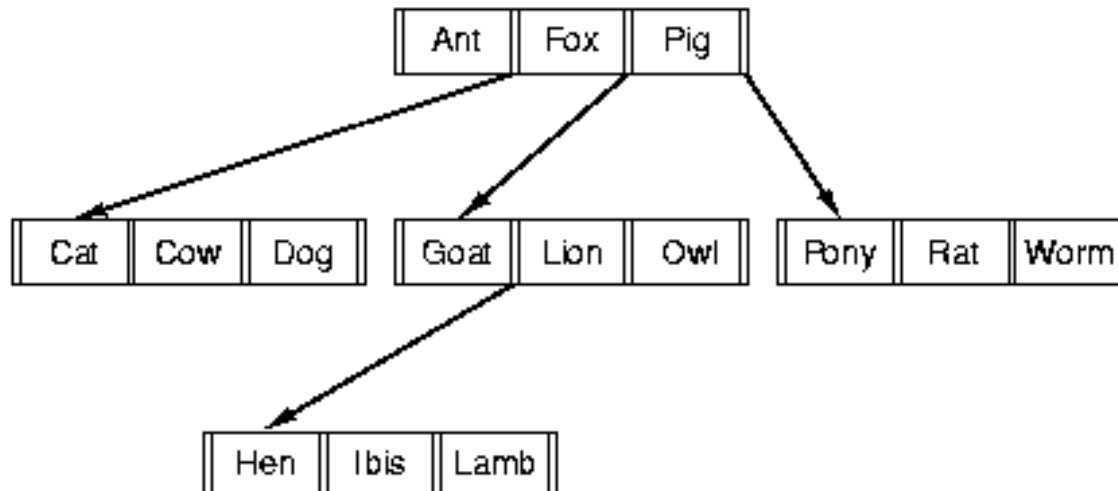 Ant Fox Pig
Cat Cow Dog Goat Lion Owl Pony Rat Worm
Hen Ibis Lamb